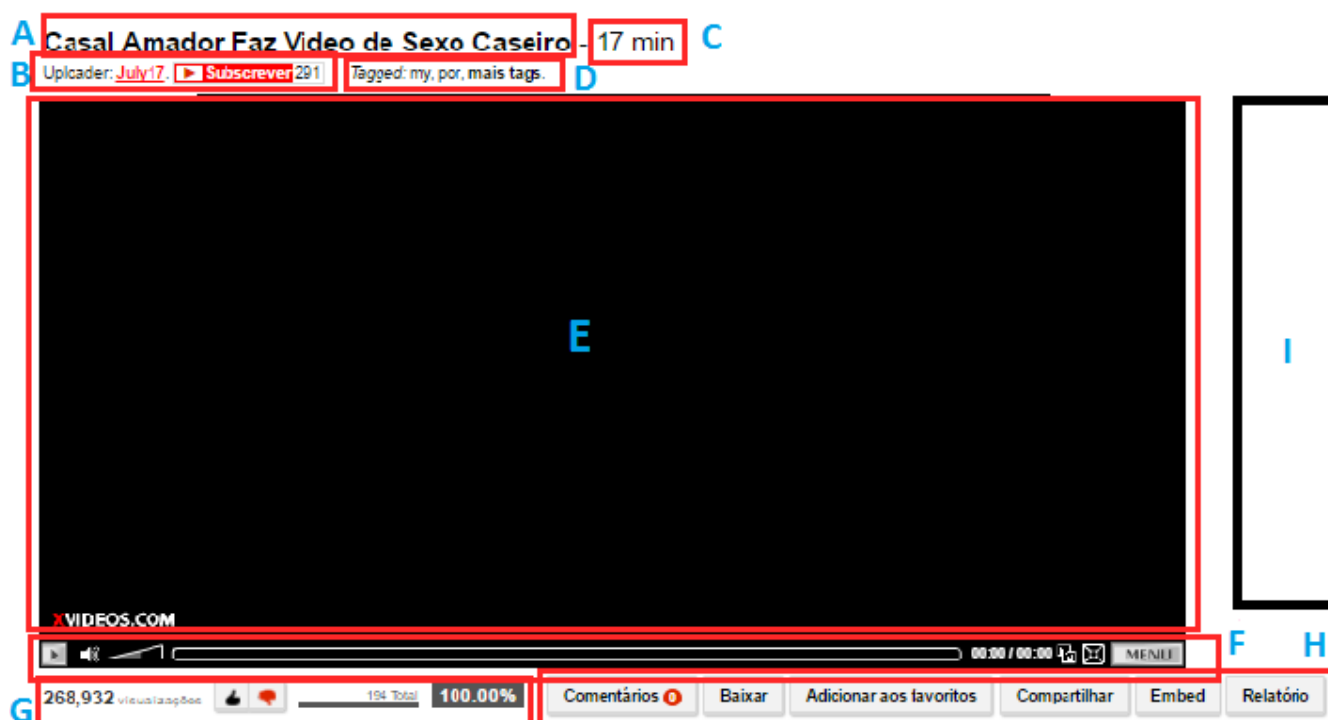 A Casal Amador Faz Video de Sexo Caseiro - 17 min C
B Uploader: July17. Subscrever 291 Tagged: my, por, mais tags. D
E
I
XVIDEOS.COM
00:00 / 00:00 MENU F H
G 268,932 visualizações 194 Total 100.00% Comentários 0 Baixar Adicionar aos favoritos Compartilhar Embed Relatório